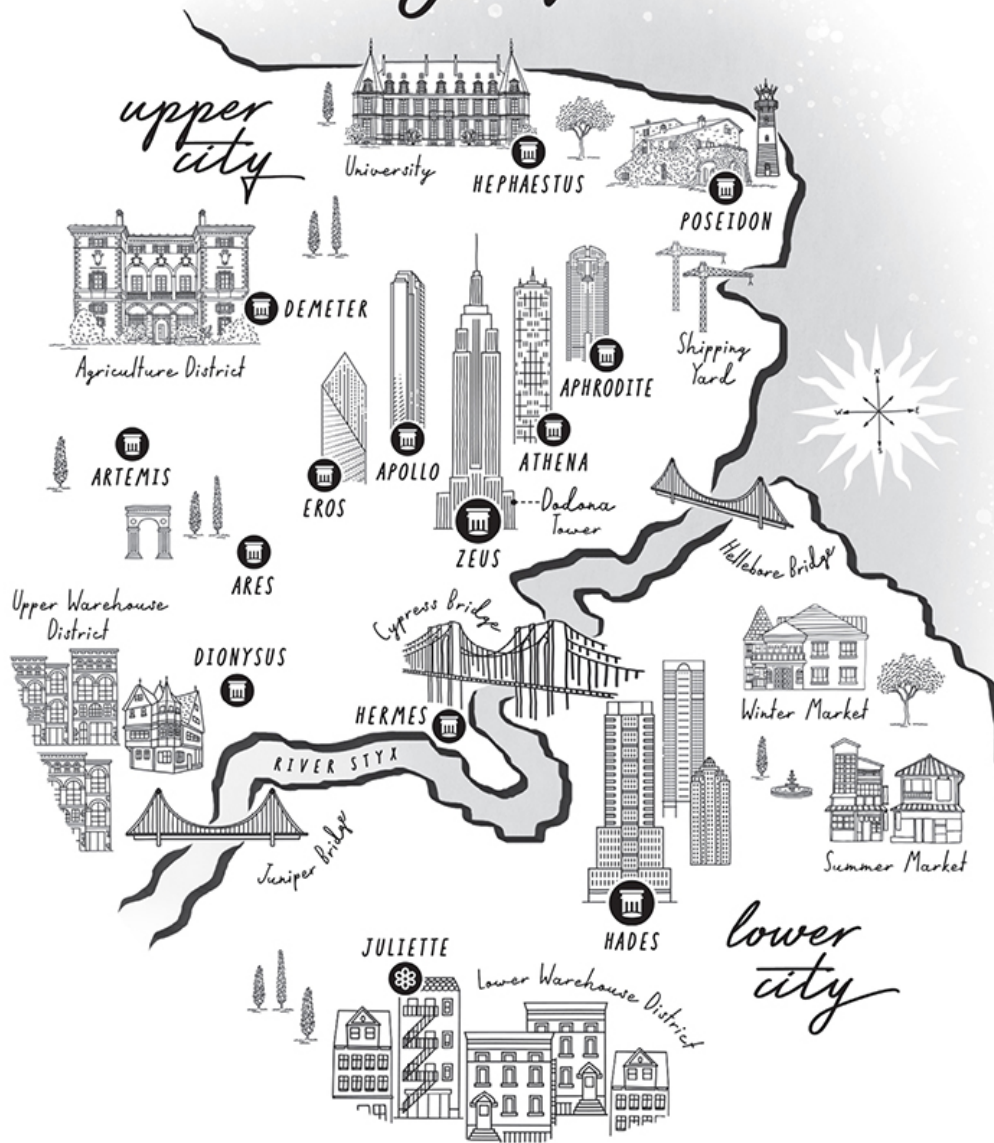 upper
city
University
HEPHAESTUS
POSEIDON
DEMETER
Agriculture District
Shipping
Yard
APHRODITE
N
W
E
S
ARTEMIS
APOLLO
ATHENA
EROS
Dodona
Tower
ZEUS
ARES
Hellebore Bridge
Upper Warehouse
District
Cypress Bridge
DIONYSUS
HERMES
Winter Market
RIVER STYX
Juniper Bridge
Summer Market
HADES
lower
city
JULIETTE
Lower Warehouse District